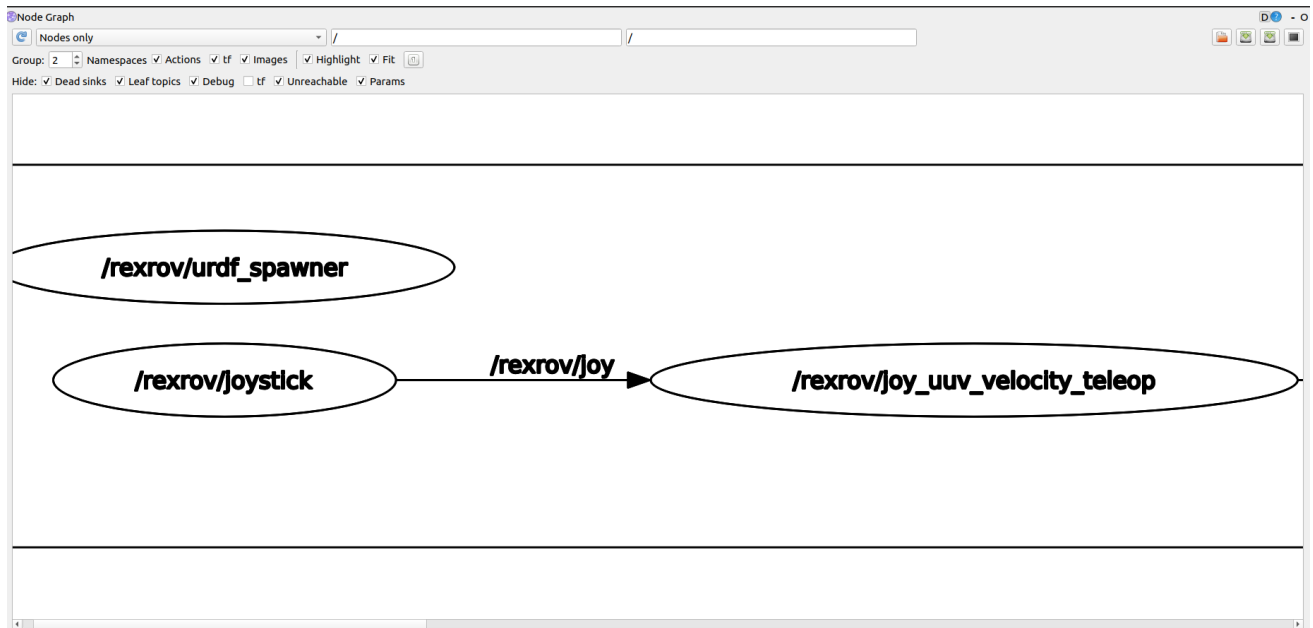 Node Graph
D? - O
Nodes only
/
/
Group: 2 Namespaces Actions tf Images Highlight Fit
Hide: Dead sinks Leaf topics Debug tf Unreachable Params
/rexrov/urdf_spawner
/rexrov/joy
/rexrov/joystick
/rexrov/joy_uuv_velocity_teleop